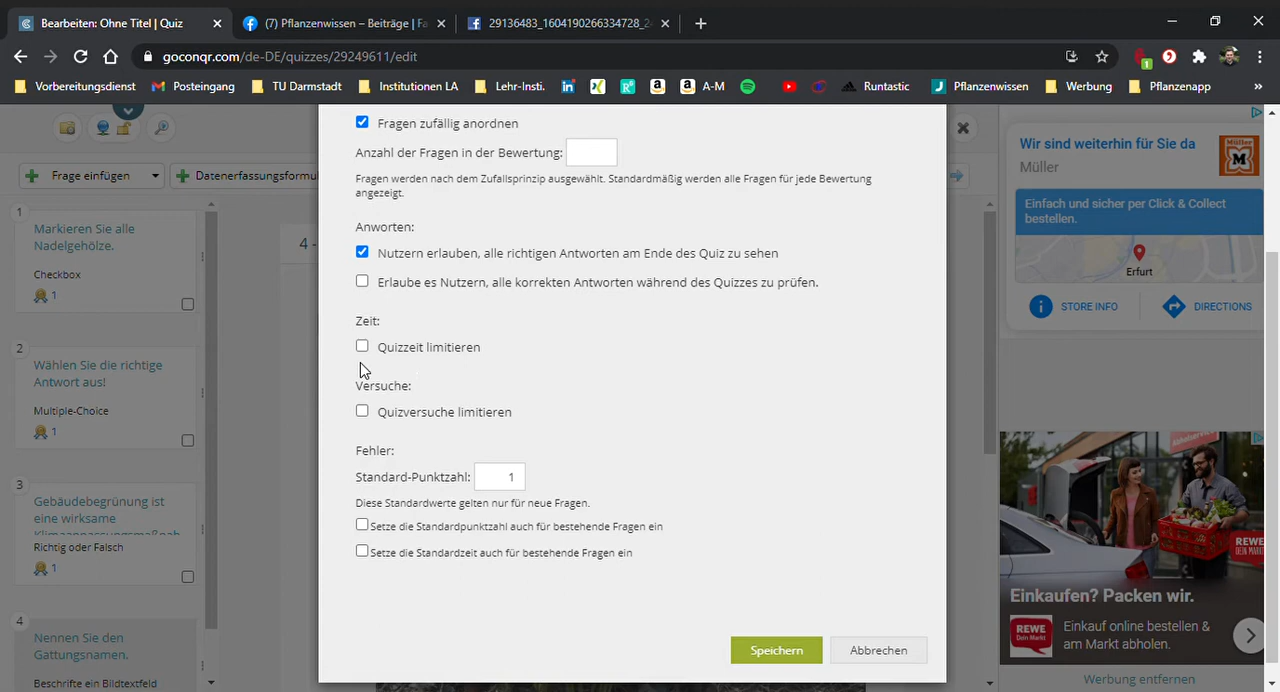 Bearbeiten: Ohne Titel | Quiz
(7) Pflanzenwissen – Beiträge | Fa
29136483_1604190266334728_2
goconqr.com/de-DE/quizzes/29249611/edit
1
Vorbereitungsdienst
Posteingang
TU Darmstadt
Institutionen LA
Lehr-Insti.
A-M
Runtastic
Pflanzenwissen
Werbung
Pflanzenapp
»
Frage einfügen
Datenerfassungsformu
1
Markieren Sie alle
Nadelgehölze.
Checkbox
1
2
Wählen Sie die richtige
Antwort aus!
Multiple-Choice
1
3
Gebäudebegrünung ist
eine wirksame
Klimaanpassungsmaßnah
Richtig oder Falsch
1
4
Nennen Sie den
Gattungsnamen.
Beschrifte ein Bildtextfeld
4 -
Fragen zufällig anordnen
Anzahl der Fragen in der Bewertung:
Fragen werden nach dem Zufallsprinzip ausgewählt. Standardmäßig werden alle Fragen für jede Bewertung
angezeigt.
Anworten:
Nutzern erlauben, alle richtigen Antworten am Ende des Quiz zu sehen
Erlaube es Nutzern, alle korrekten Antworten während des Quizzes zu prüfen.
Zeit:
Quizzeit limitieren
Versuche:
Quizversuche limitieren
Fehler:
Standard-Punktzahl: 1
Diese Standardwerte gelten nur für neue Fragen.
Setze die Standardpunktzahl auch für bestehende Fragen ein
Setze die Standardzeit auch für bestehende Fragen ein
Speichern
Abbrechen
Wir sind weiterhin für Sie da
Müller
Müller
M
Einfach und sicher per Click & Collect
bestellen.
Erfurt
STORE INFO
DIRECTIONS
REWE
DEIN MARKT
Einkaufen? Packen wir.
REWE
Dein Markt
Einkauf online bestellen &
am Markt abholen.
Werbung entfernen